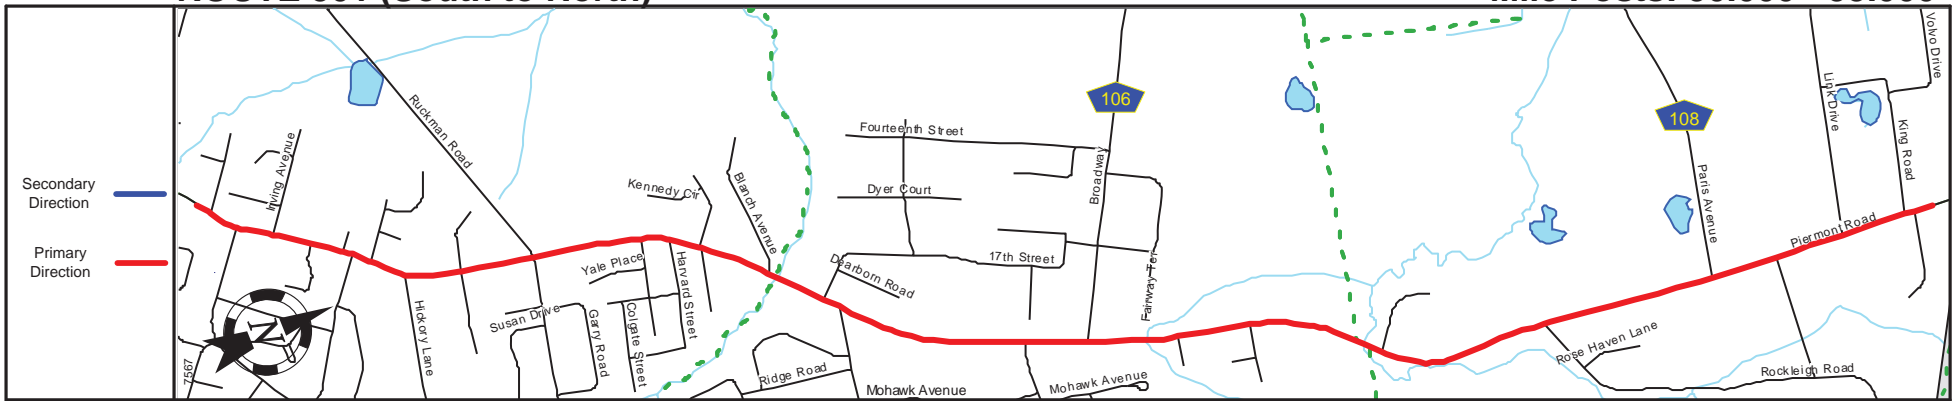 Secondary
Direction
Primary
Direction
Irving Avenue
Ruckman Road
Kennedy Cir
Blanch Avenue
Fourteenth Street
Dyer Court
17th Street
Dearborn Road
Broadway
106
Fairway Ter
108
Paris Avenue
Link Drive
King Road
Volvo Drive
Piermont Road
Yale Place
Harvard Street
Susan Drive
Garry Road
Colgate Street
Hickory Lane
N
7567
Ridge Road
Mohawk Avenue
Mohawk Avenue
Rose Haven Lane
Rockleigh Road